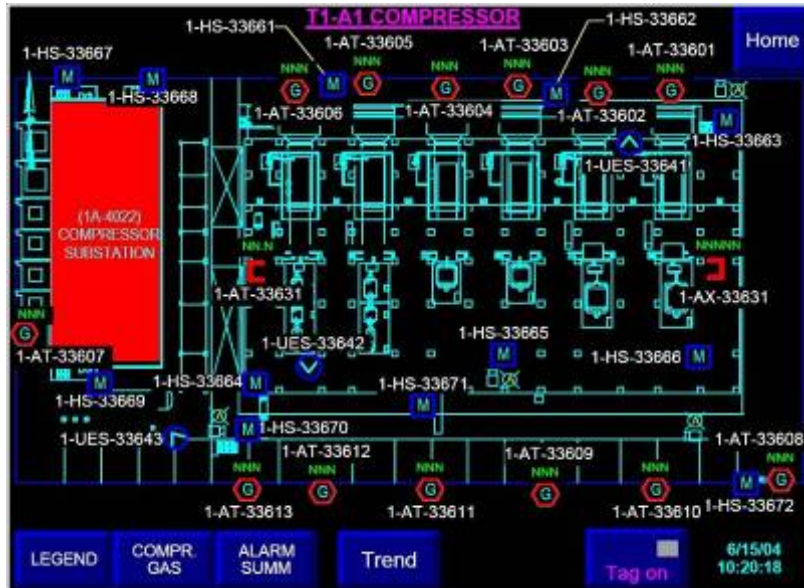 T1-A1 COMPRESSOR
Home
1-HS-33661
1-HS-33662
1-HS-33667
1-AT-33605
1-AT-33603
1-AT-33601
M
M
NNN
G
M
NNN
G
NNN
G
NNN
G
M
NNN
G
NNN
G
1-HS-33668
1-AT-33606
1-AT-33604
1-AT-33602
M
1-HS-33663
1-UES-33641
(1A-4022)
COMPRESSOR
SUBSTATION
NN.N
NNNNN
1-AT-33631
1-AX-33631
NNN
G
1-AT-33607
1-UES-33642
1-HS-33665
M
1-HS-33666
M
1-HS-33669
M
1-HS-33664
M
1-HS-33671
M
1-HS-33670
M
1-UES-33643
1-AT-33612
1-AT-33609
1-AT-33608
NNN
G
NNN
G
NNN
G
NNN
G
NNN
G
M
NNN
G
1-HS-33672
1-AT-33613
1-AT-33611
1-AT-33610
LEGEND
COMPR.
GAS
ALARM
SUMM
Trend
Tag on
6/15/04
10:20:18